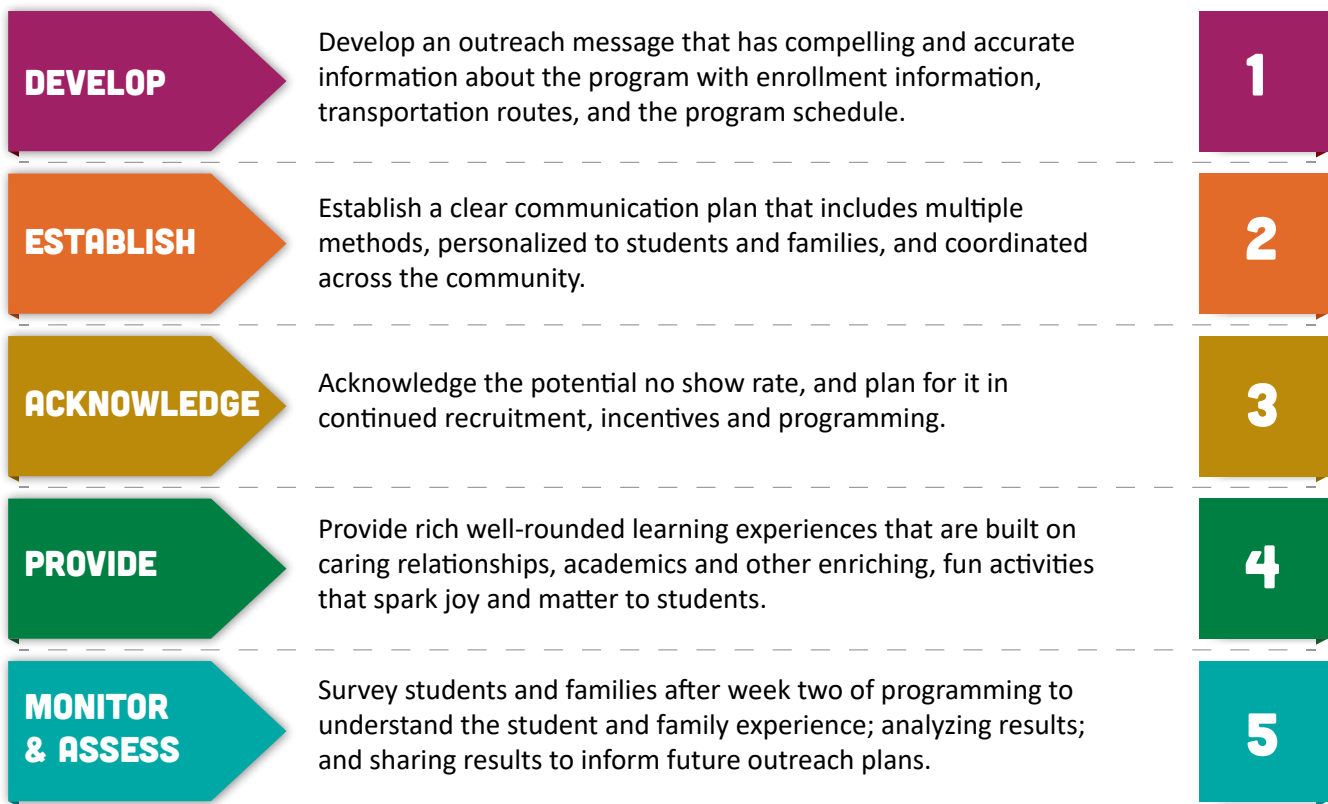 DEVELOP
Develop an outreach message that has compelling and accurate
information about the program with enrollment information,
transportation routes, and the program schedule.
1
ESTABLISH
Establish a clear communication plan that includes multiple
methods, personalized to students and families, and coordinated
across the community.
2
ACKNOWLEDGE
Acknowledge the potential no show rate, and plan for it in
continued recruitment, incentives and programming.
3
PROVIDE
Provide rich well-rounded learning experiences that are built on
caring relationships, academics and other enriching, fun activities
that spark joy and matter to students.
4
MONITOR
& ASSESS
Survey students and families after week two of programming to
understand the student and family experience; analyzing results;
and sharing results to inform future outreach plans.
5